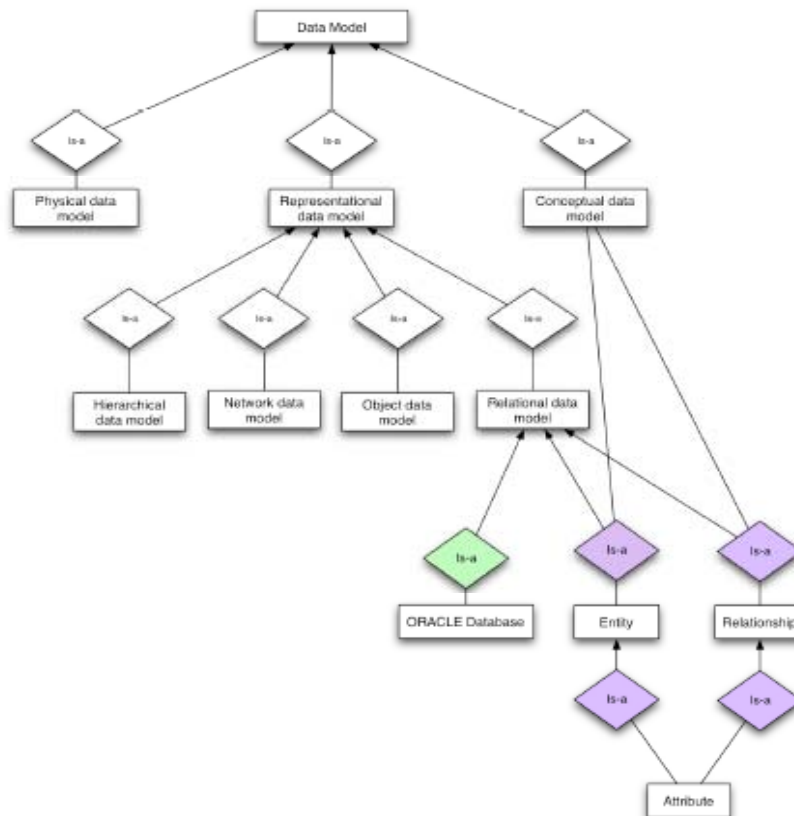 Data Model
Is-a
Is-a
Is-a
Physical data
model
Representational
data model
Conceptual data
model
Is-a
Is-a
Is-a
Is-a
Hierarchical
data model
Network data
model
Object data
model
Relational data
model
Is-a
Is-a
Is-a
ORACLE Database
Entity
Relationship
Is-a
Is-a
Attribute